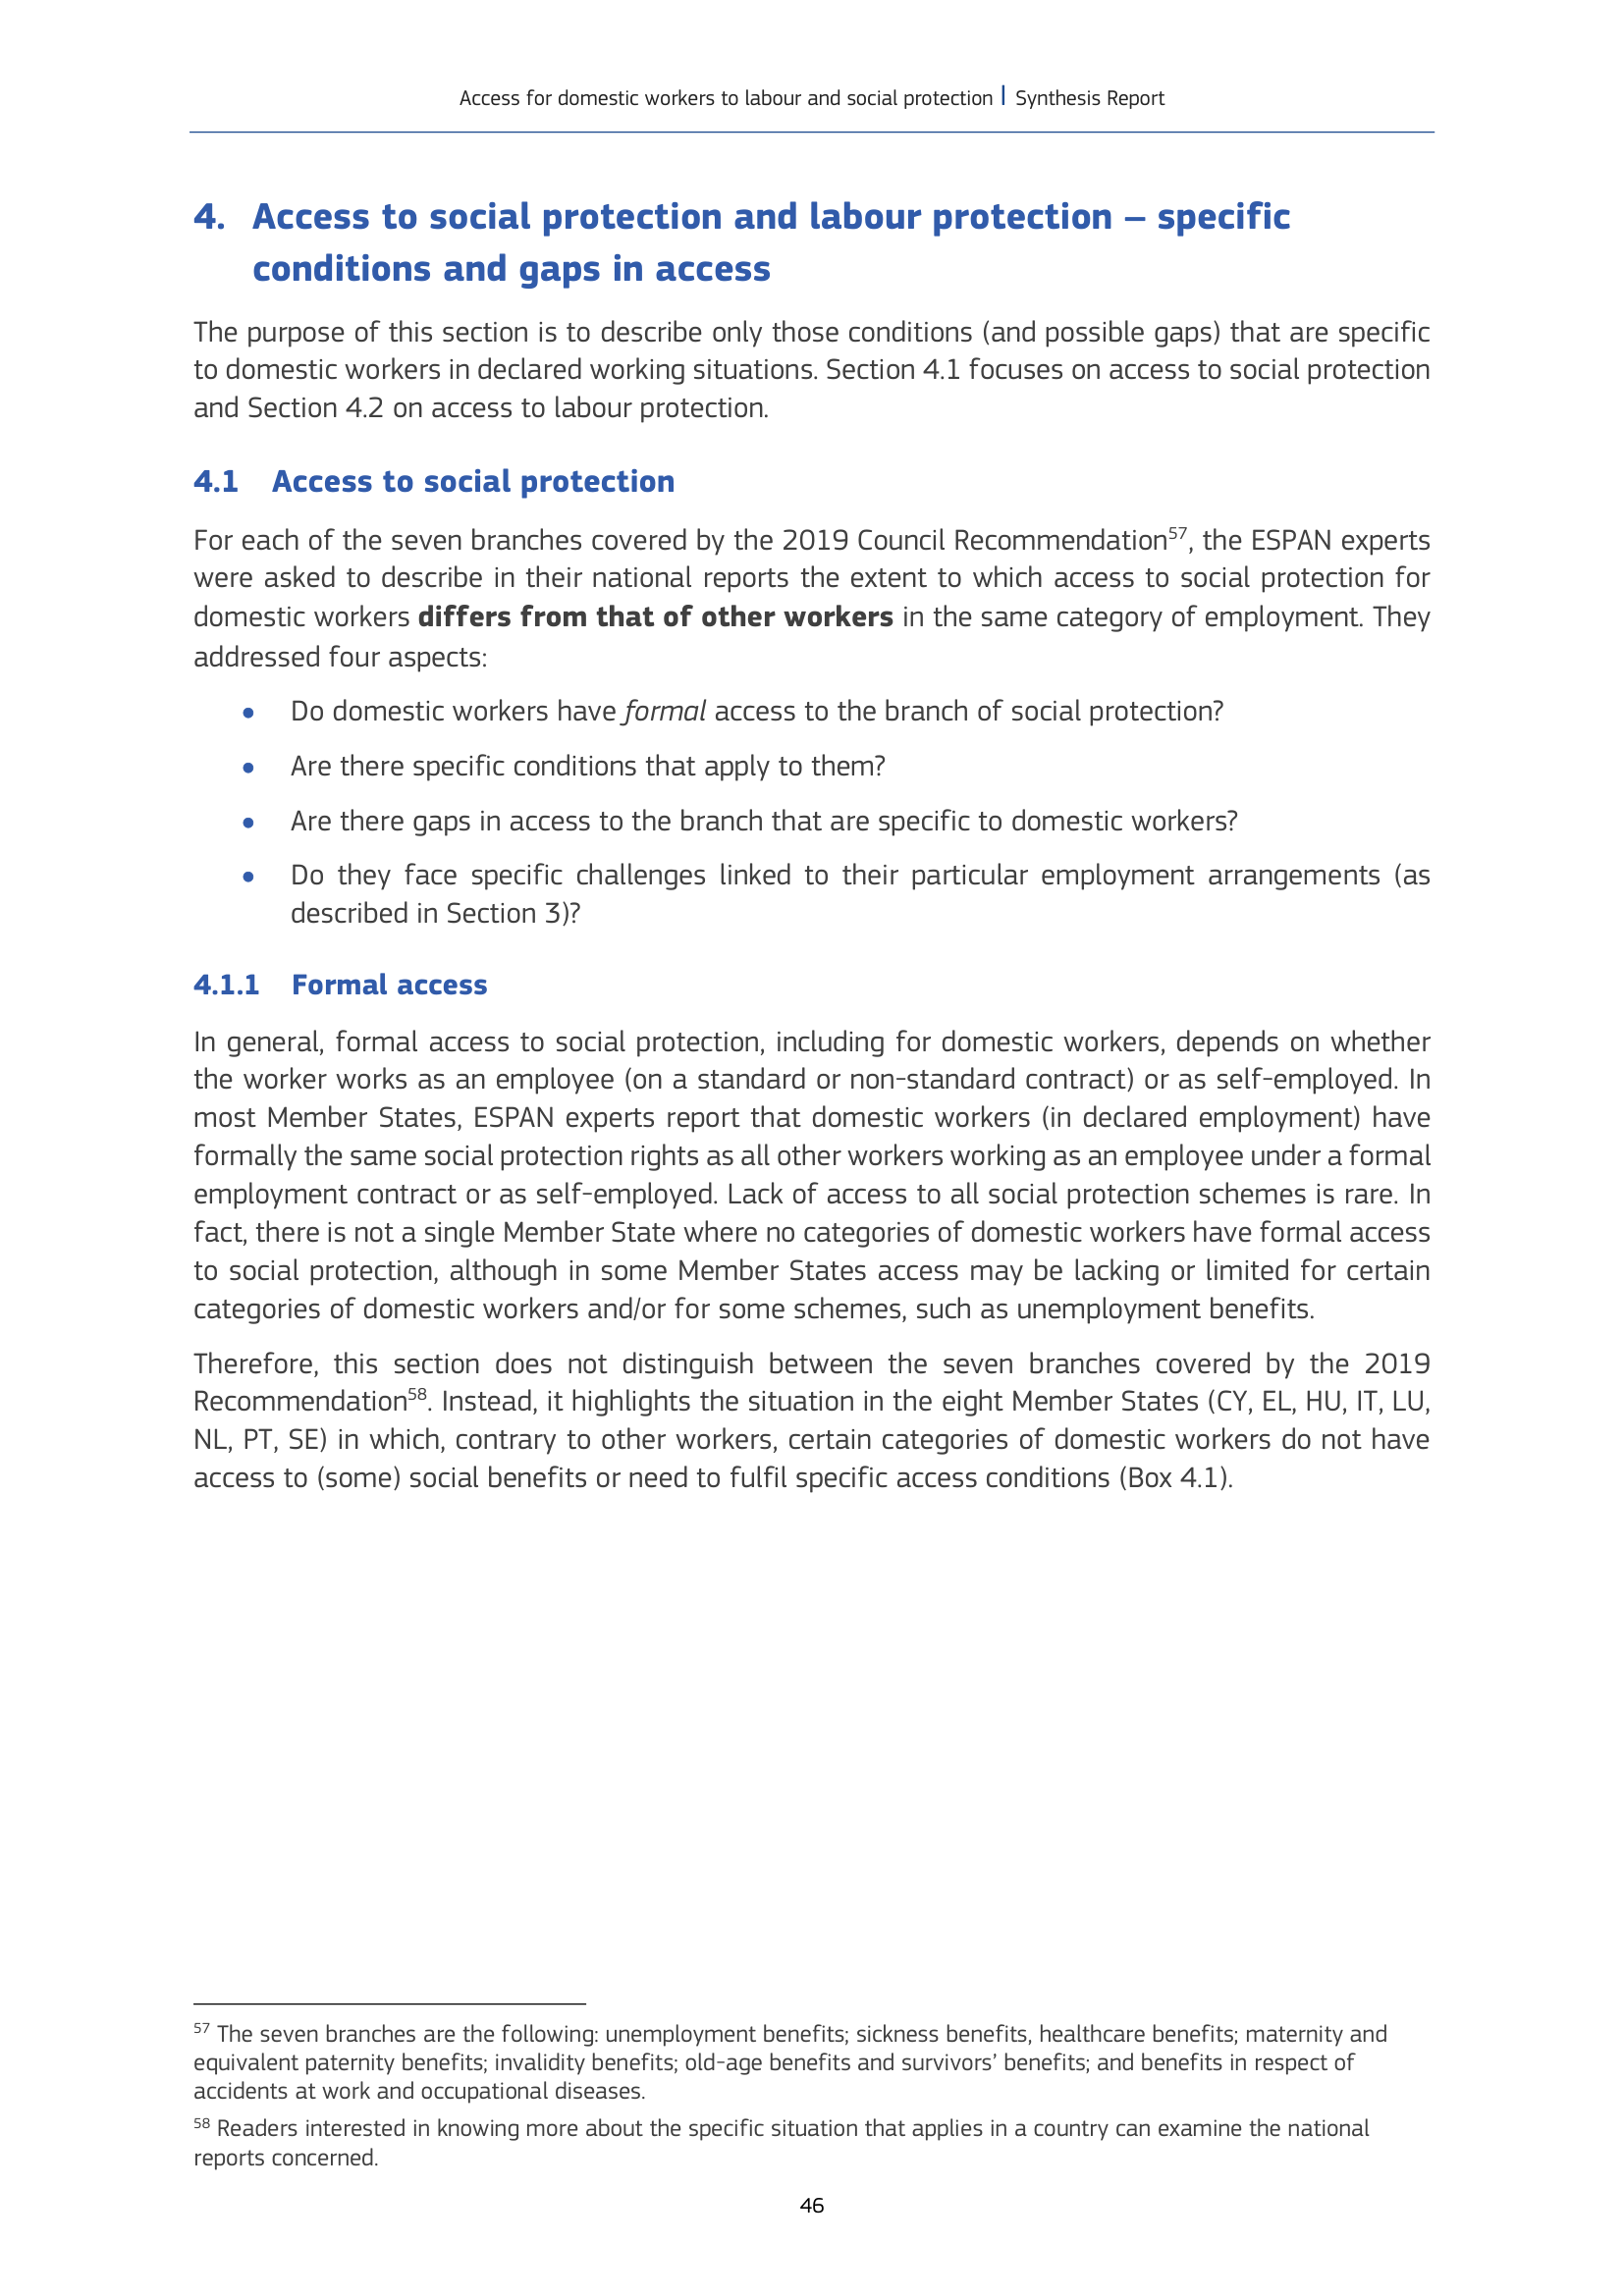 Access for domestic workers to labour and social protection | Synthesis Report
4. Access to social protection and labour protection – specific
conditions and gaps in access
The purpose of this section is to describe only those conditions (and possible gaps) that are specific
to domestic workers in declared working situations. Section 4.1 focuses on access to social protection
and Section 4.2 on access to labour protection.
4.1 Access to social protection
For each of the seven branches covered by the 2019 Council Recommendation57, the ESPAN experts
were asked to describe in their national reports the extent to which access to social protection for
domestic workers differs from that of other workers in the same category of employment. They
addressed four aspects:
• Do domestic workers have formal access to the branch of social protection?
• Are there specific conditions that apply to them?
• Are there gaps in access to the branch that are specific to domestic workers?
• Do they face specific challenges linked to their particular employment arrangements (as
described in Section 3)?
4.1.1 Formal access
In general, formal access to social protection, including for domestic workers, depends on whether
the worker works as an employee (on a standard or non-standard contract) or as self-employed. In
most Member States, ESPAN experts report that domestic workers (in declared employment) have
formally the same social protection rights as all other workers working as an employee under a formal
employment contract or as self-employed. Lack of access to all social protection schemes is rare. In
fact, there is not a single Member State where no categories of domestic workers have formal access
to social protection, although in some Member States access may be lacking or limited for certain
categories of domestic workers and/or for some schemes, such as unemployment benefits.
Therefore, this section does not distinguish between the seven branches covered by the 2019
Recommendation58. Instead, it highlights the situation in the eight Member States (CY, EL, HU, IT, LU,
NL, PT, SE) in which, contrary to other workers, certain categories of domestic workers do not have
access to (some) social benefits or need to fulfil specific access conditions (Box 4.1).
57 The seven branches are the following: unemployment benefits; sickness benefits, healthcare benefits; maternity and
equivalent paternity benefits; invalidity benefits; old-age benefits and survivors’ benefits; and benefits in respect of
accidents at work and occupational diseases.
58 Readers interested in knowing more about the specific situation that applies in a country can examine the national
reports concerned.
46